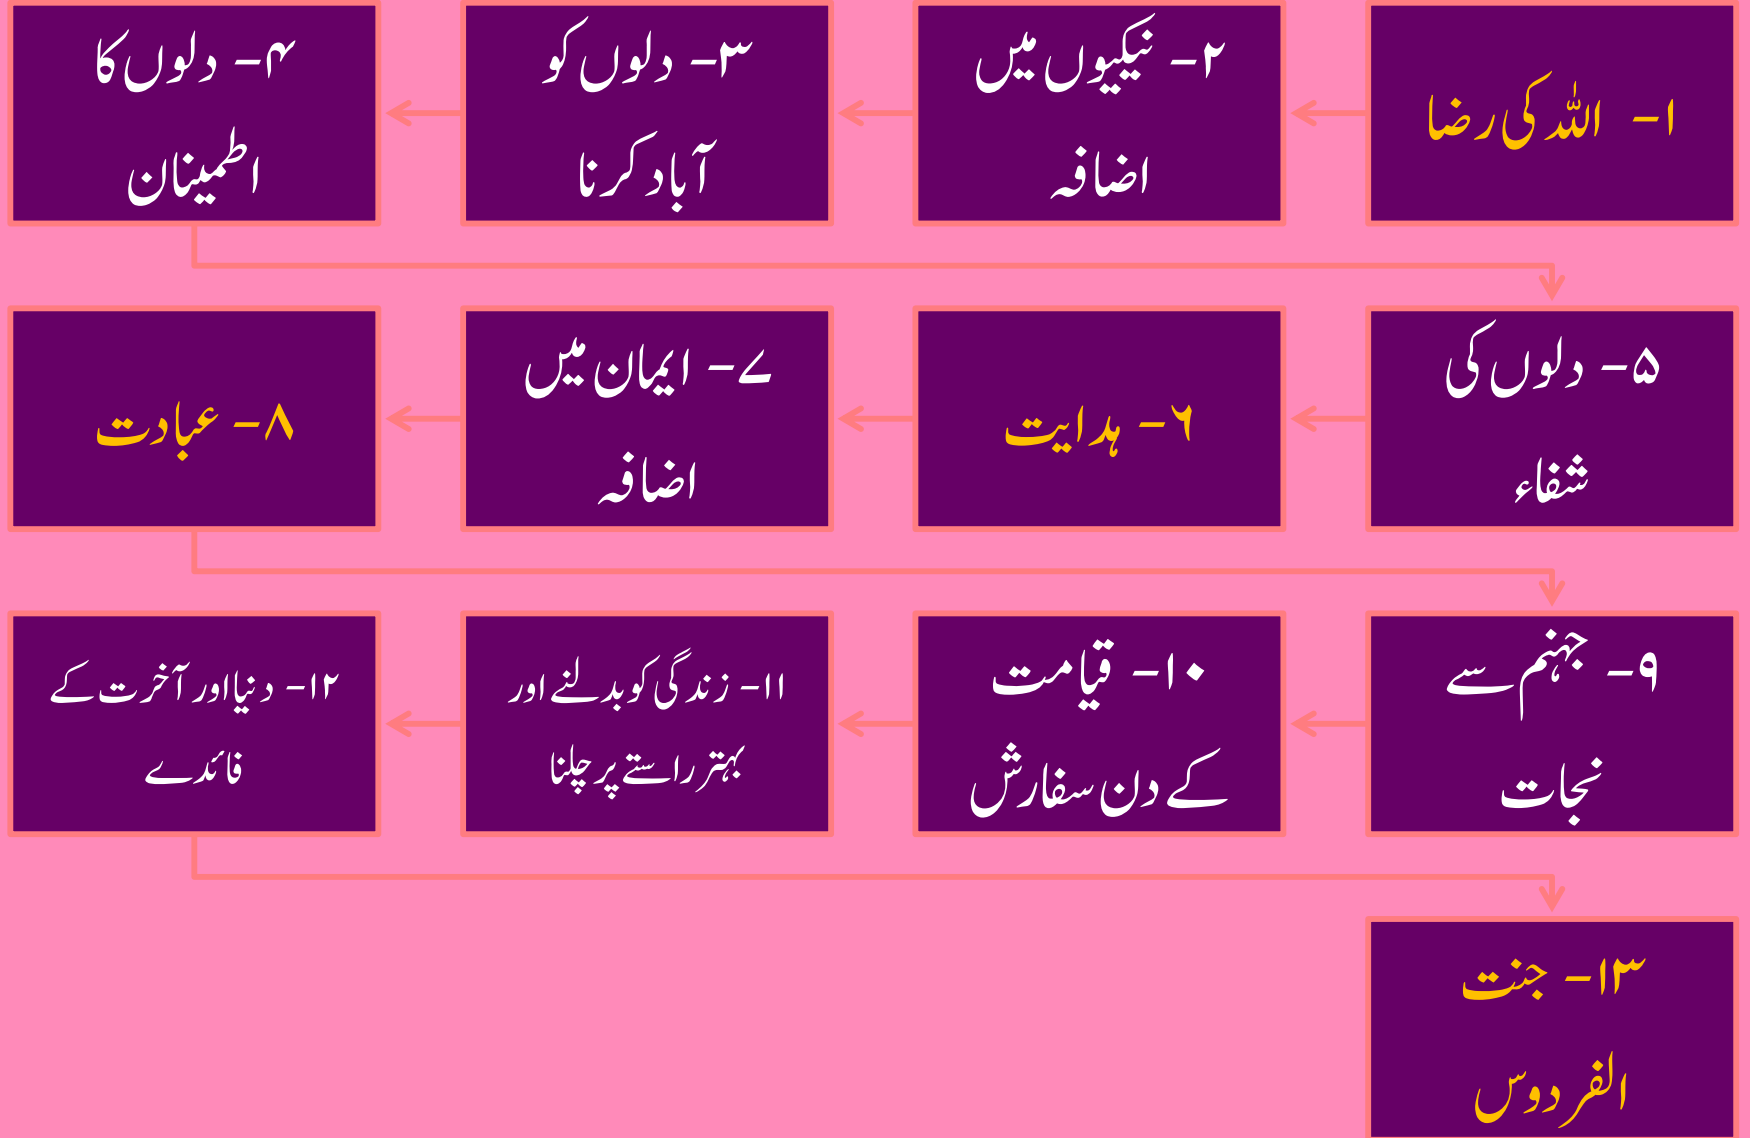 ۱- اللہ کی رضا
۲- نیکیوں میں
اضافہ
۳- دلوں کو
آباد کرنا
۴- دلوں کا
اطمینان
۵- دلوں کی
شفاء
۶- ہدایت
۷- ایمان میں
اضافہ
۸- عبادت
۹- جہنم سے
نجات
۱۰- قیامت
کے دن سفارش
۱۱- زندگی کو بدلنے اور
بہتر راستے پر چلنا
۱۲- دنیا اور آخرت کے
فائدے
۱۳- جنت
الفردوس